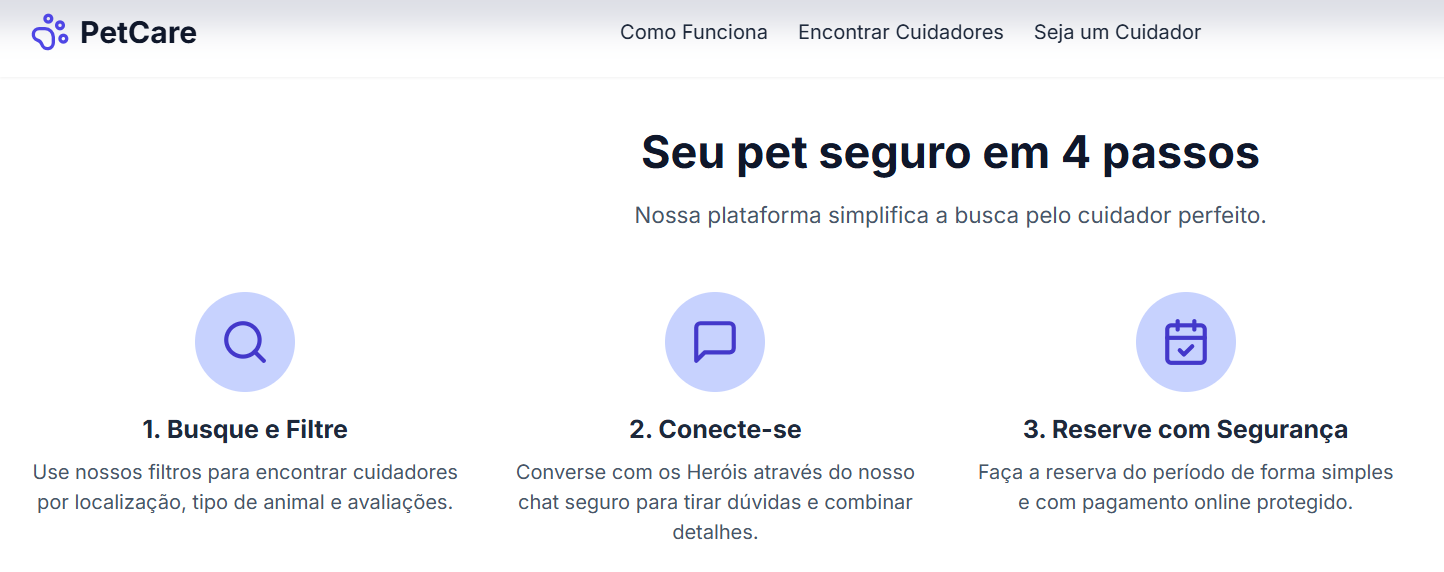 PetCare
Como Funciona
Encontrar Cuidadores
Seja um Cuidador
Seu pet seguro em 4 passos
Nossa plataforma simplifica a busca pelo cuidador perfeito.
1. Busque e Filtre
Use nossos filtros para encontrar cuidadores
por localização, tipo de animal e avaliações.
2. Conecte-se
Converse com os Heróis através do nosso
chat seguro para tirar dúvidas e combinar
detalhes.
3. Reserve com Segurança
Faça a reserva do período de forma simples
e com pagamento online protegido.